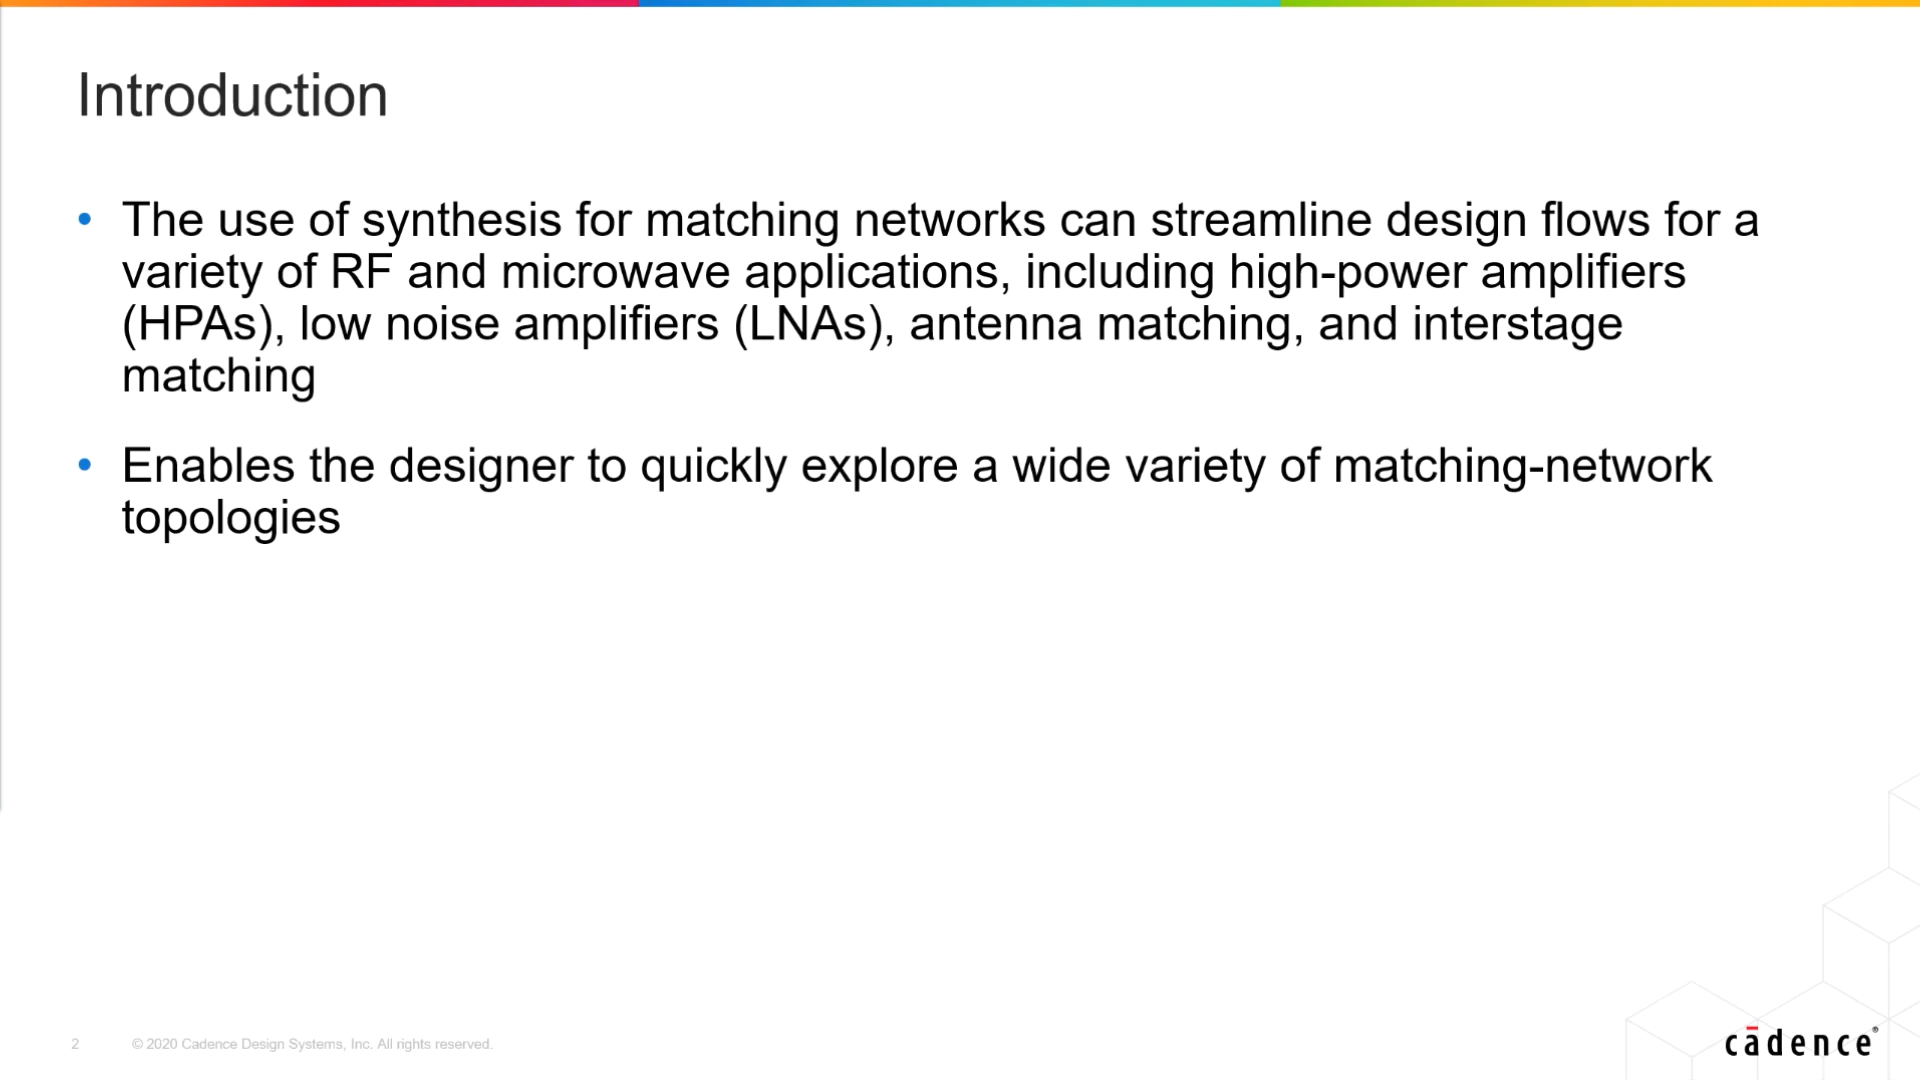 Introduction
• The use of synthesis for matching networks can streamline design flows for a
variety of RF and microwave applications, including high-power amplifiers
(HPAs), low noise amplifiers (LNAs), antenna matching, and interstage
matching
• Enables the designer to quickly explore a wide variety of matching-network
topologies
2 © 2020 Cadence Design Systems, Inc. All rights reserved.
cādence®